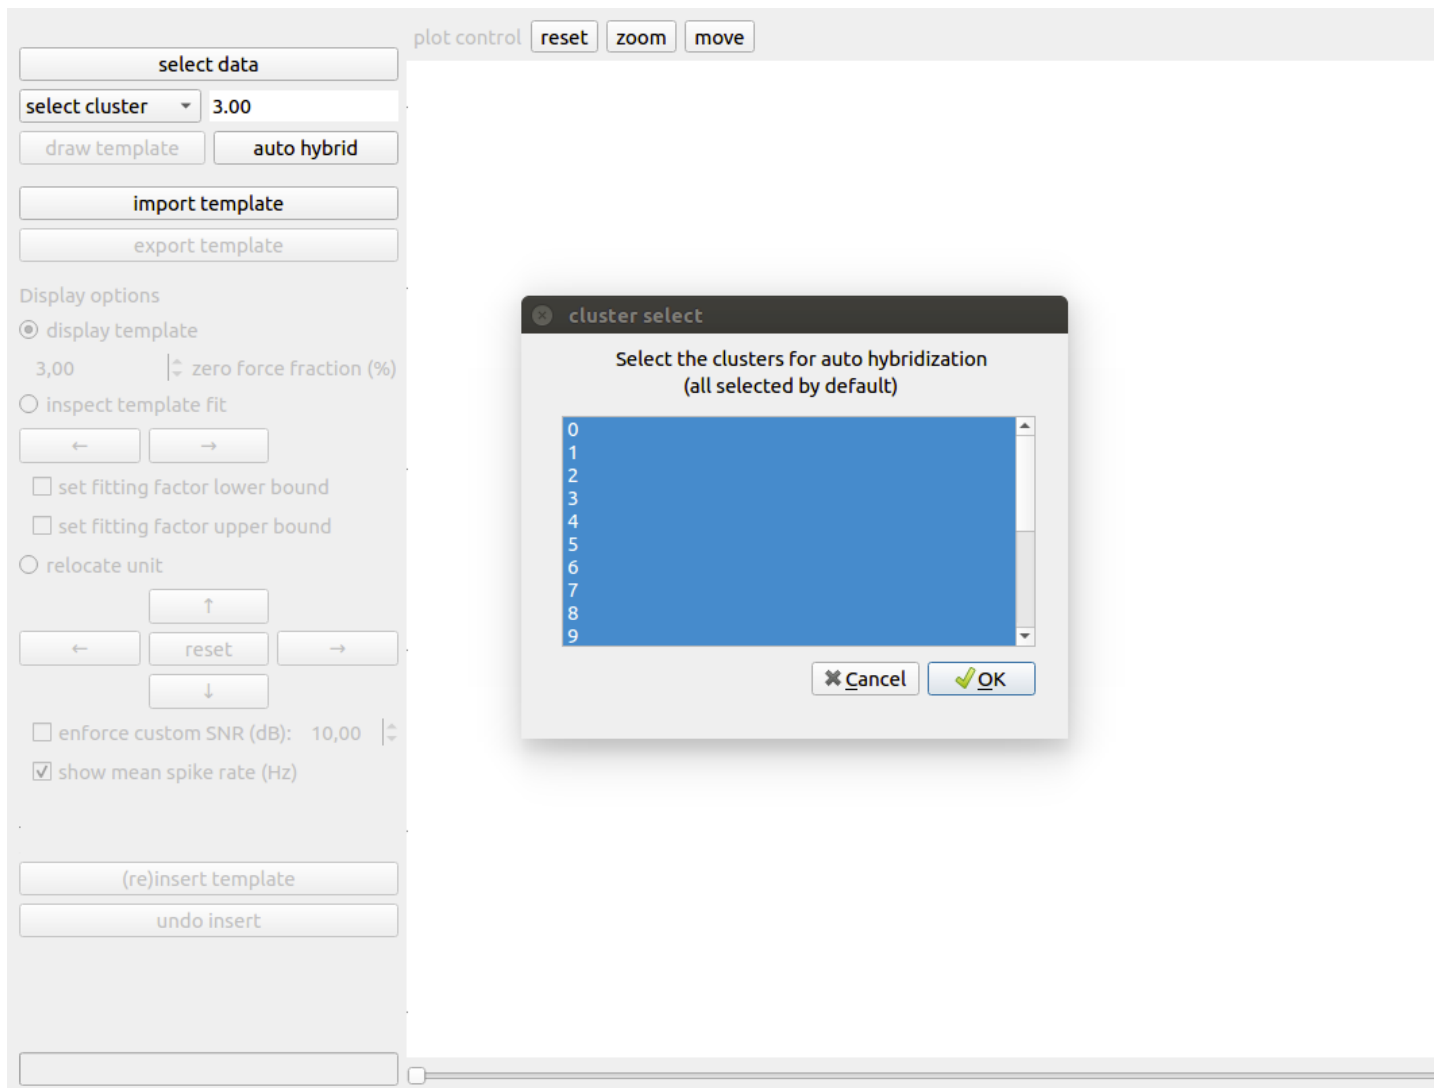 plot control reset zoom move
select data
select cluster 3.00
draw template auto hybrid
import template
export template
Display options
display template
3,00 zero force fraction (%)
inspect template fit
← →
set fitting factor lower bound
set fitting factor upper bound
relocate unit
↑
← reset →
↓
enforce custom SNR (dB): 10,00
show mean spike rate (Hz)
(re)insert template
undo insert
cluster select
Select the clusters for auto hybridization
(all selected by default)
0
1
2
3
4
5
6
7
8
9
Cancel OK